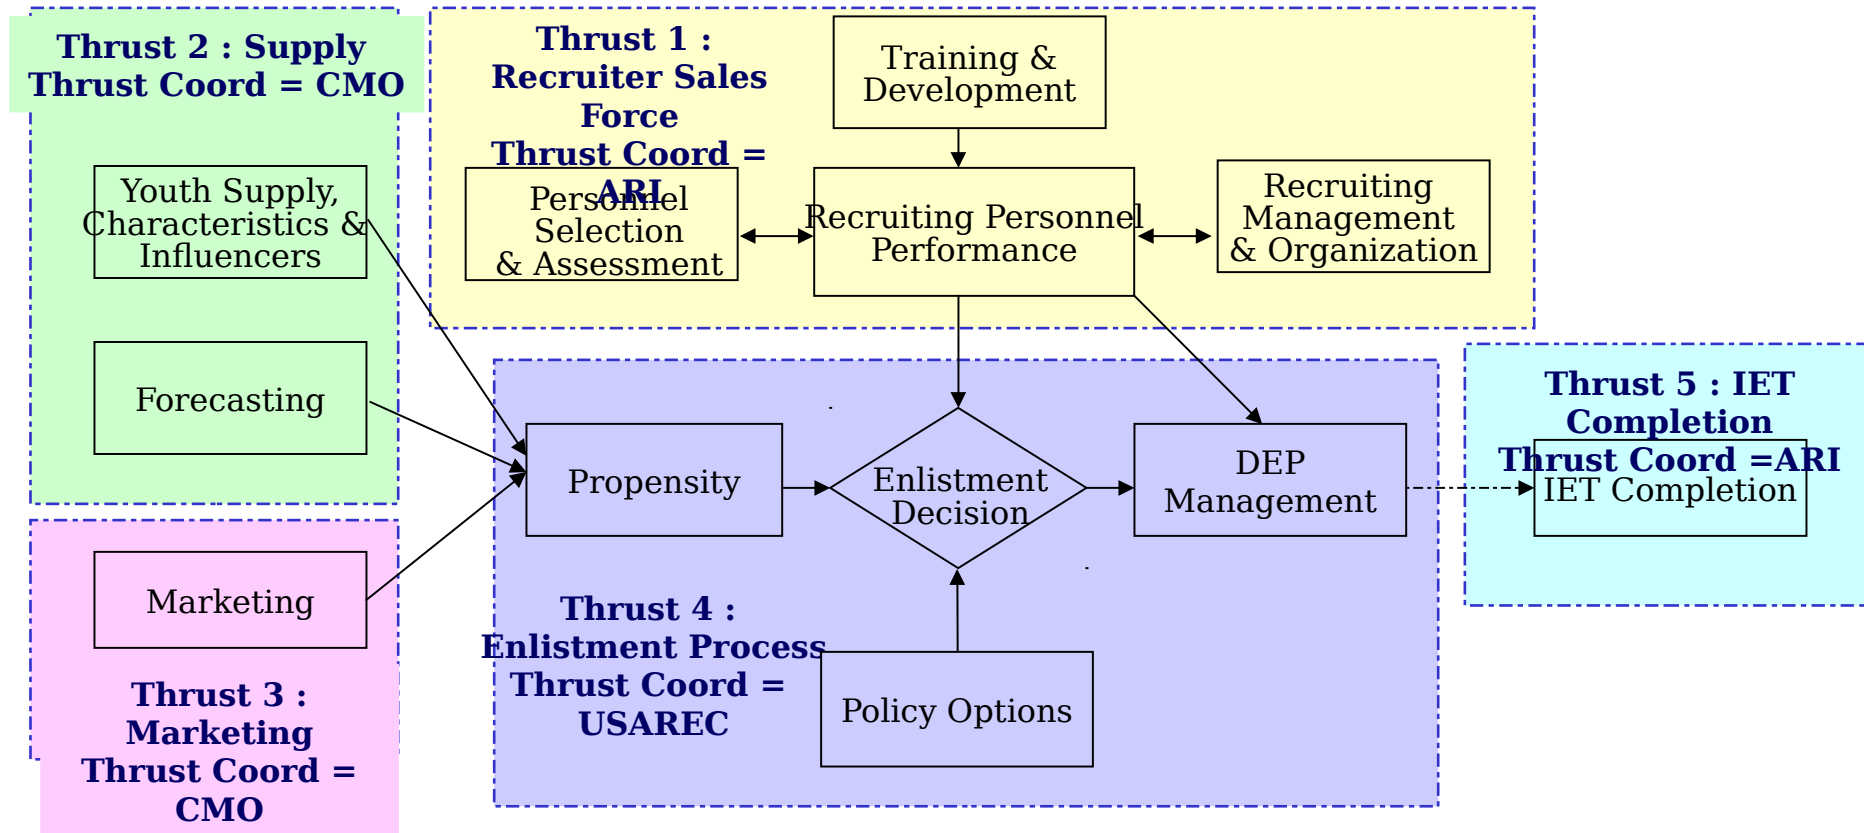 Thrust 2 : Supply
Thrust Coord = CMO
Youth Supply,
Characteristics &
Influencers
Forecasting
Thrust 1 :
Recruiter Sales
Force
Thrust Coord =
ARI
Training &
Development
Personnel
Selection
& Assessment
Recruiting Personnel
Performance
Recruiting
Management
& Organization
Marketing
Thrust 3 :
Marketing
Thrust Coord =
CMO
Propensity
Enlistment
Decision
DEP
Management
Thrust 4 :
Enlistment Process
Thrust Coord =
USAREC
Policy Options
Thrust 5 : IET
Completion
Thrust Coord =ARI
IET Completion